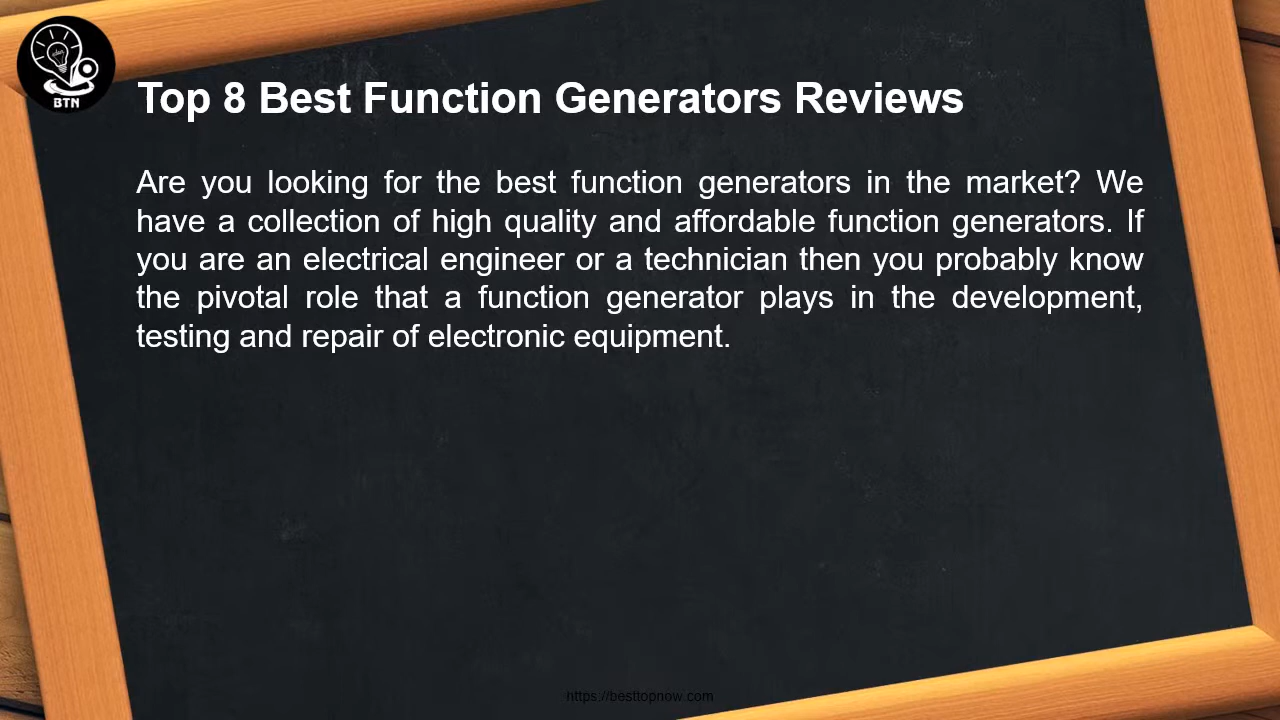 BTN
Top 8 Best Function Generators Reviews
Are you looking for the best function generators in the market? We
have a collection of high quality and affordable function generators. If
you are an electrical engineer or a technician then you probably know
the pivotal role that a function generator plays in the development,
testing and repair of electronic equipment.
https://besttopnow.com